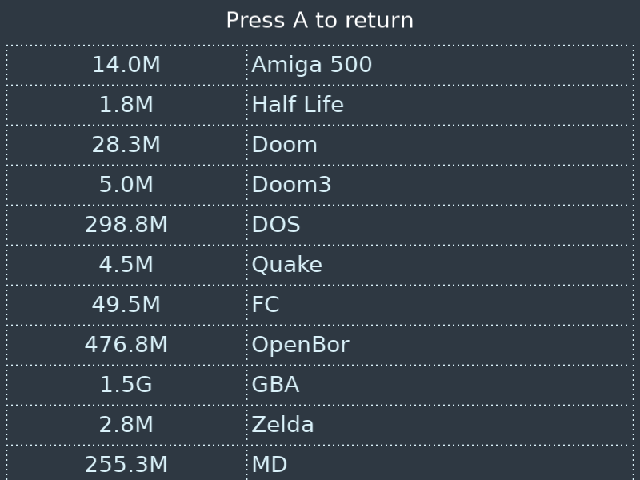 Press A to return
14.0M Amiga 500
1.8M Half Life
28.3M Doom
5.0M Doom3
298.8M DOS
4.5M Quake
49.5M FC
476.8M OpenBor
1.5G GBA
2.8M Zelda
255.3M MD